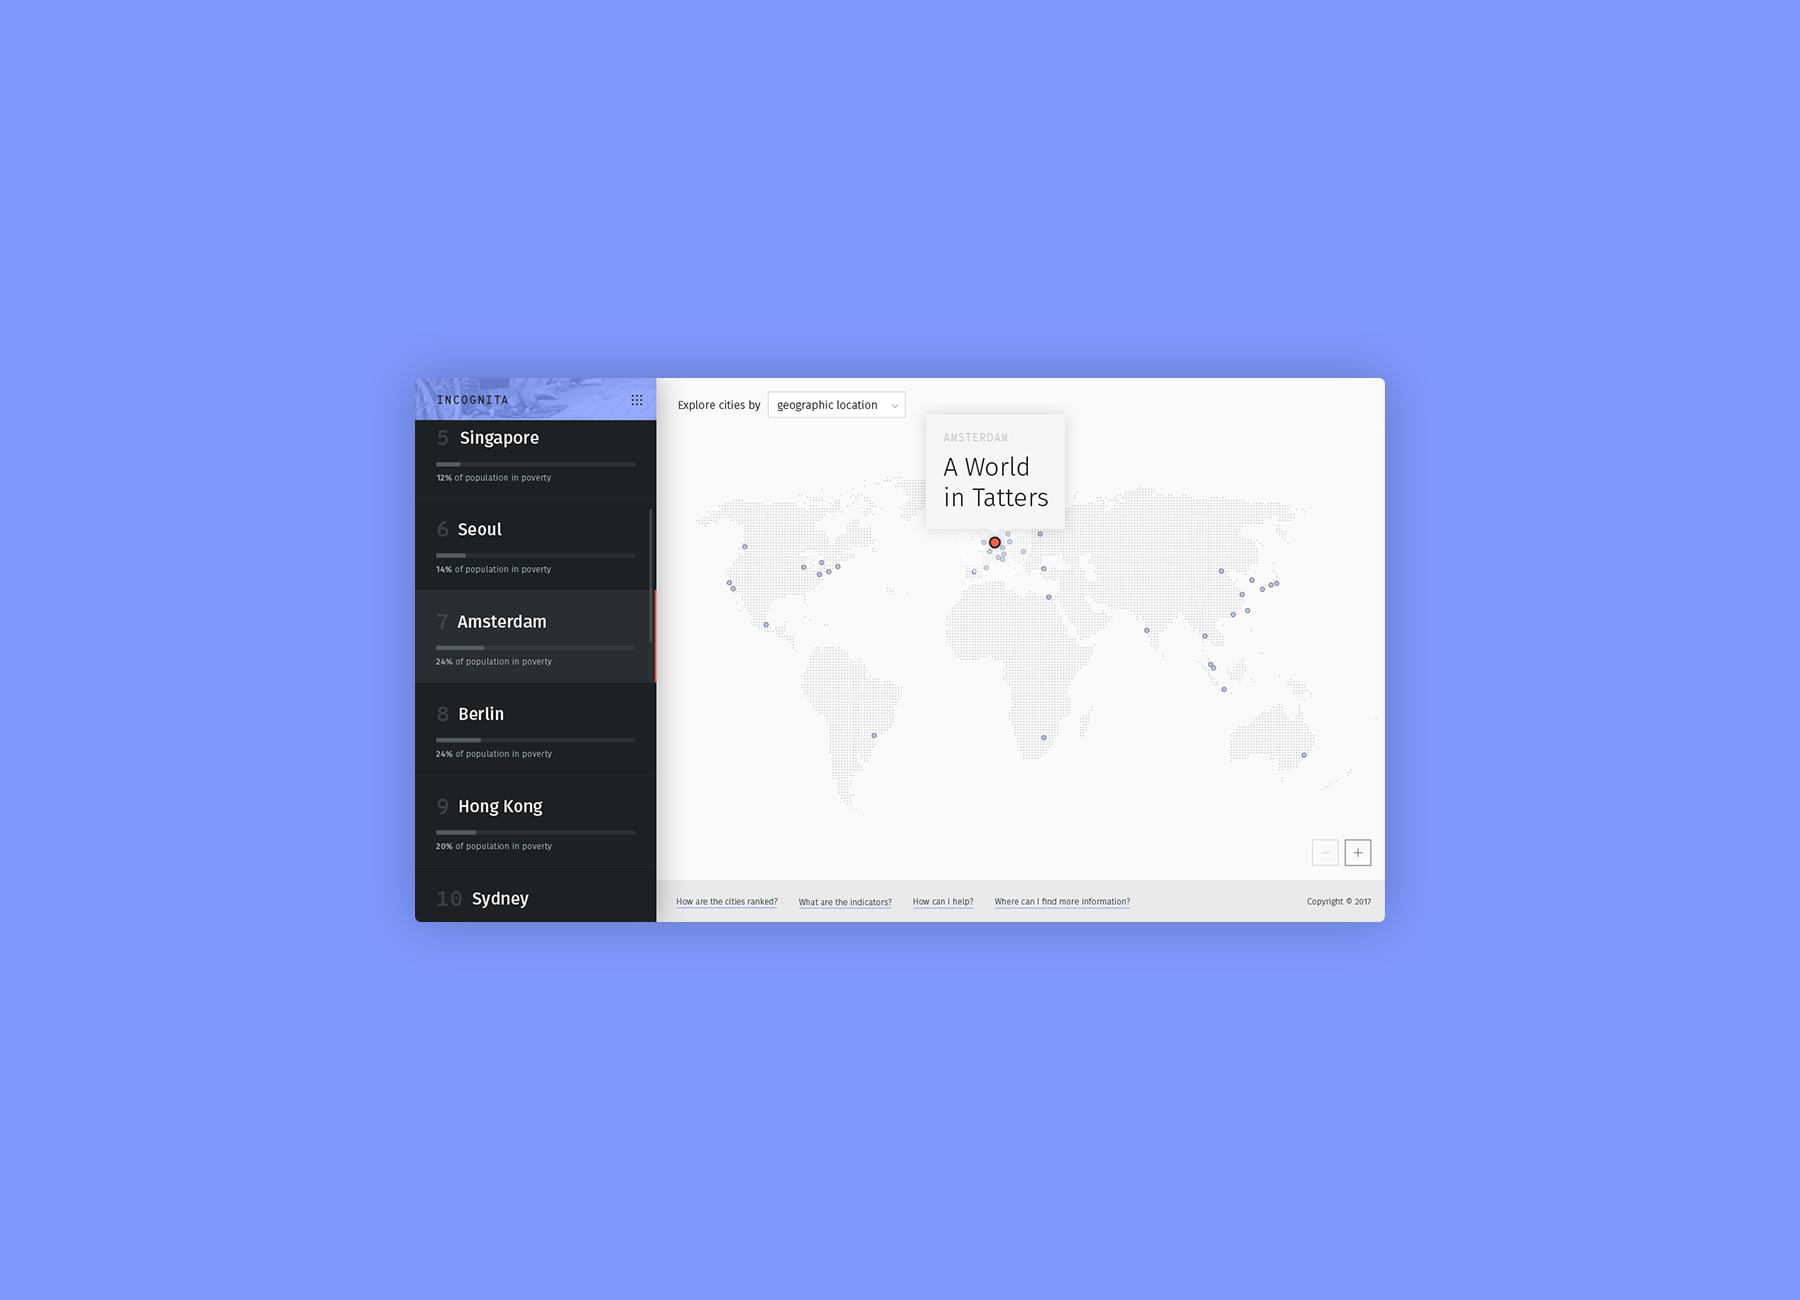 INCOGNITA
5 Singapore
12% of population in poverty
6 Seoul
14% of population in poverty
7 Amsterdam
24% of population in poverty
8 Berlin
24% of population in poverty
9 Hong Kong
20% of population in poverty
10 Sydney
Explore cities by geographic location
AMSTERDAM
A World
in Tatters
How are the cities ranked? What are the indicators? How can I help? Where can I find more information? Copyright © 2017